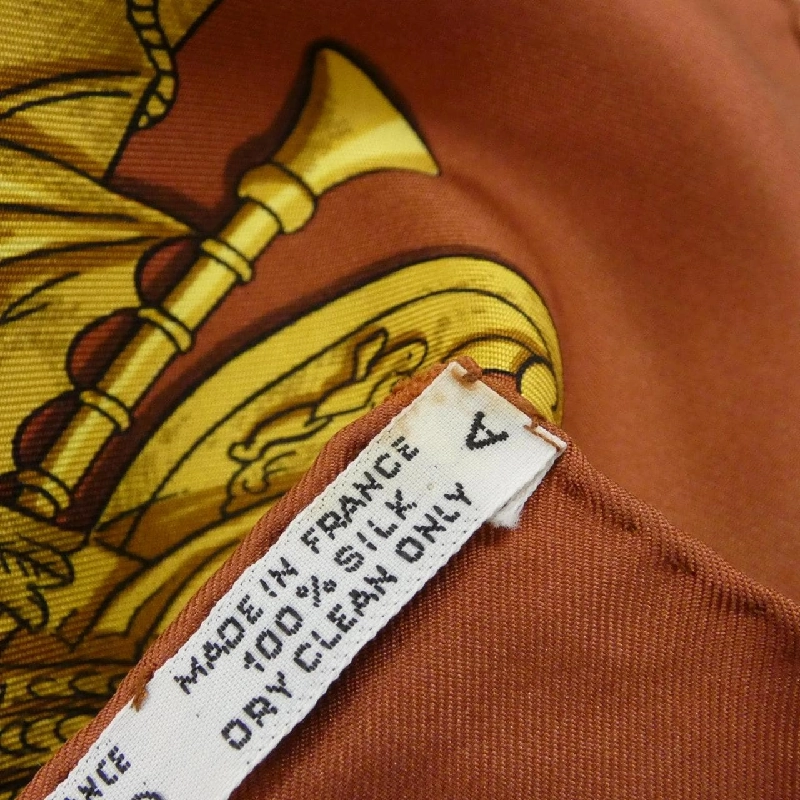 A
MADE IN FRANCE
100% SILK
DRY CLEAN ONLY